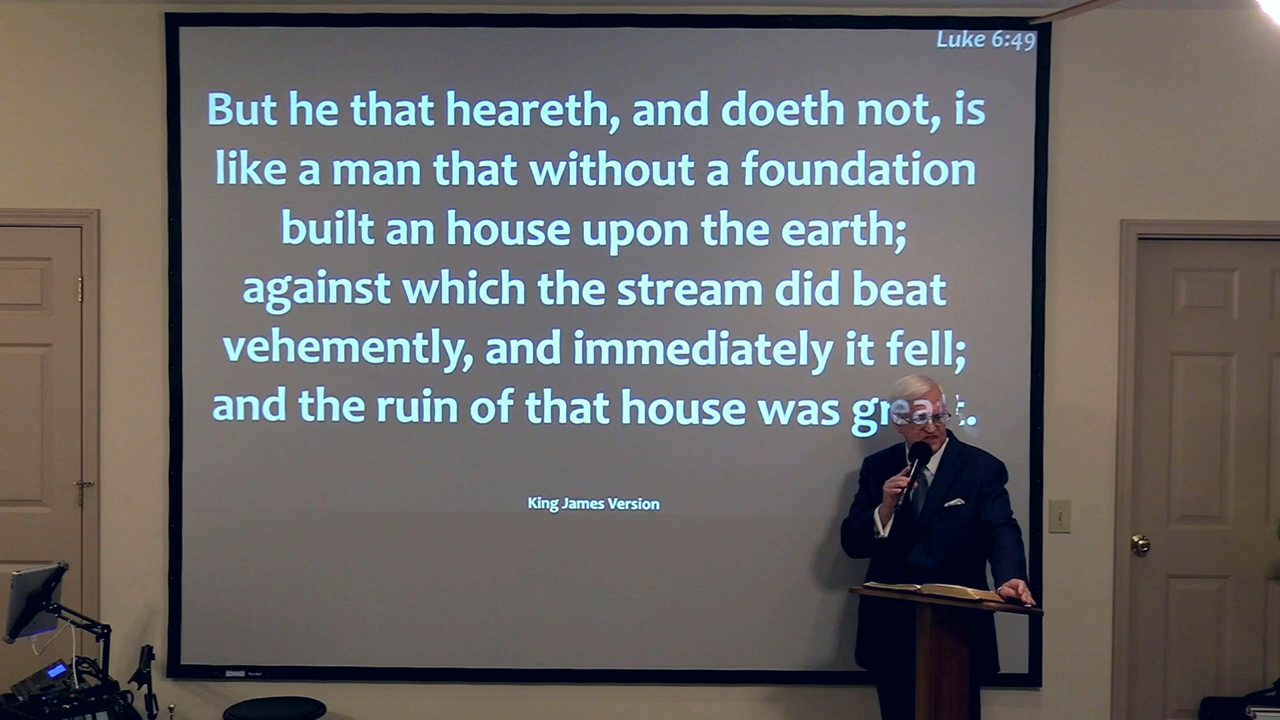 Luke 6:49
But he that heareth, and doeth not, is
like a man that without a foundation
built an house upon the earth;
against which the stream did beat
vehemently, and immediately it fell;
and the ruin of that house was great.
King James Version